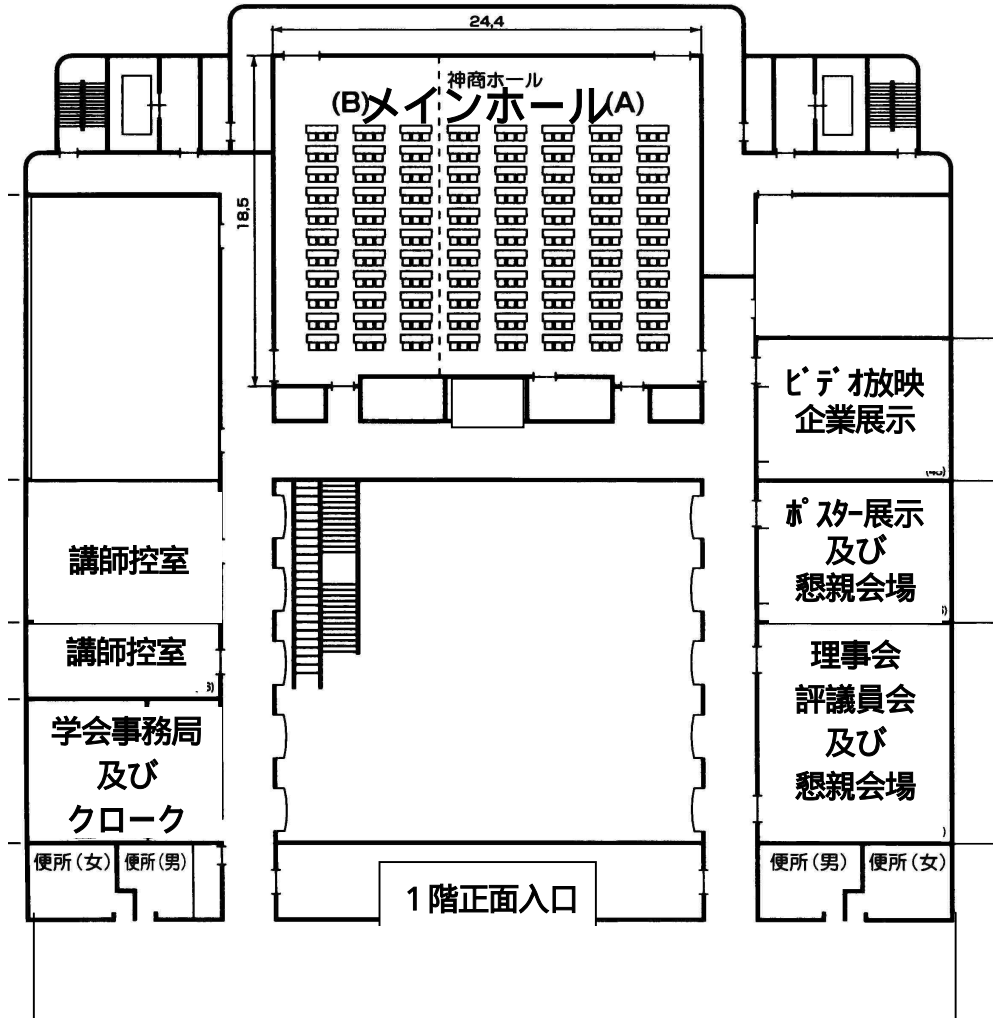 24,4
神商ホール
(B)メインホール(A)
18,5
ビデオ放映
企業展示
ポスター展示
及び
懇親会場
講師控室
講師控室
理事会
評議員会
及び
懇親会場
学会事務局
及び
クローク
便所(女) 便所(男)
1階正面入口
便所(男) 便所(女)